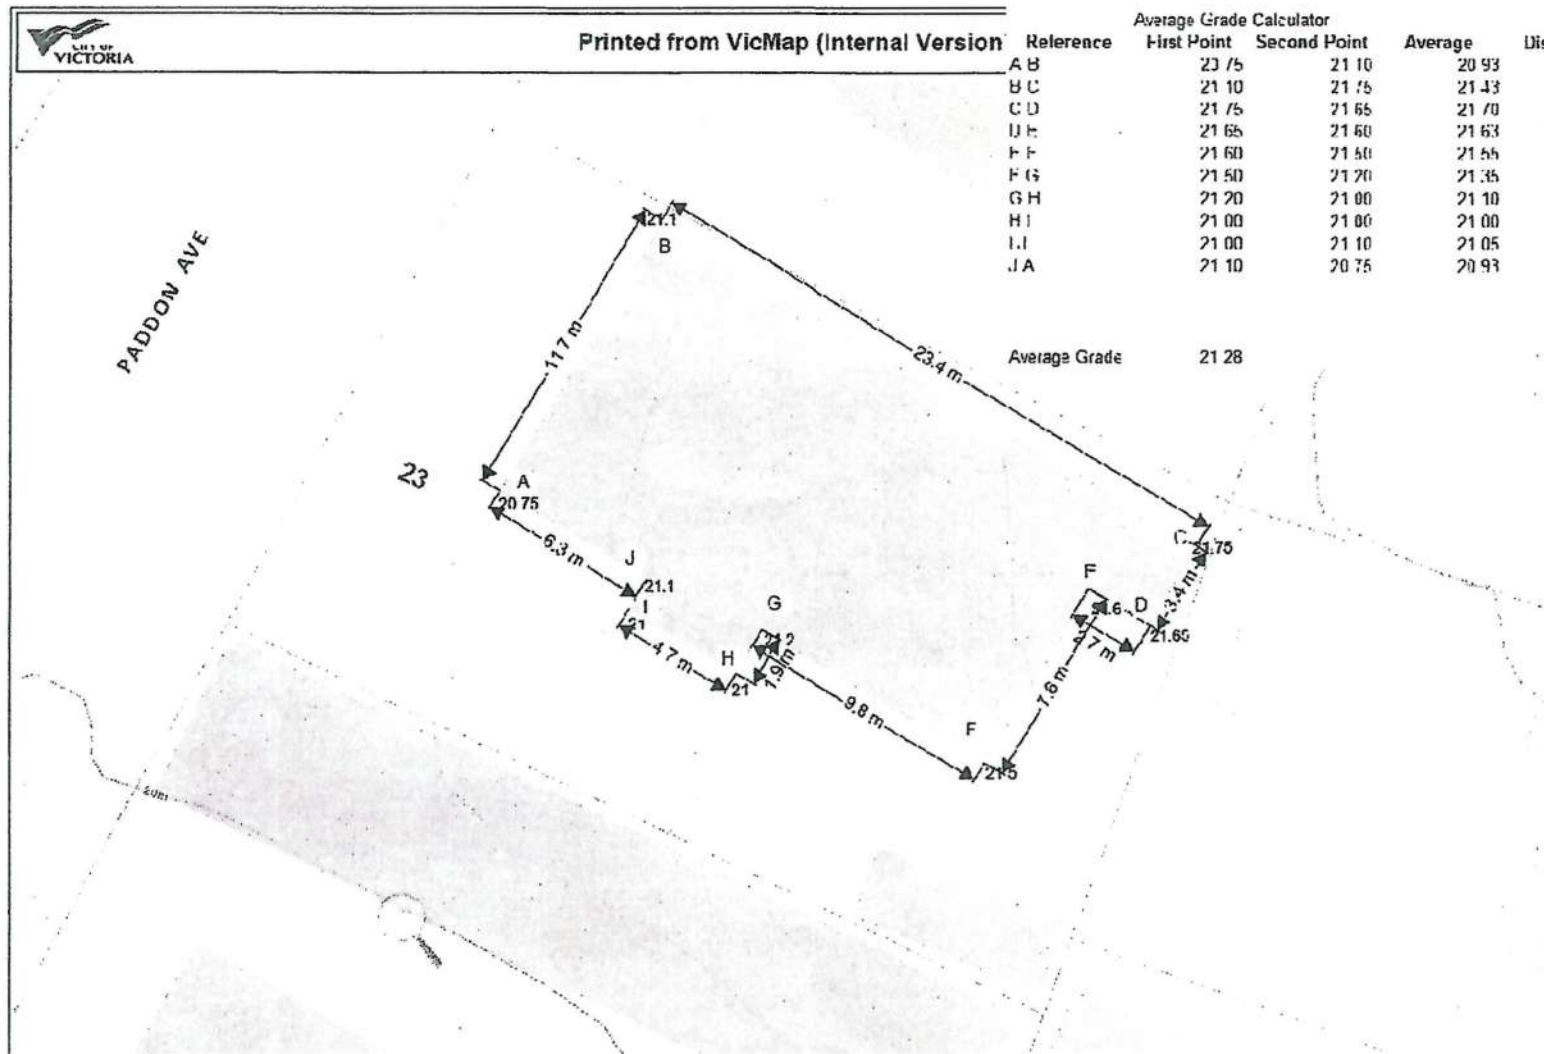 CITY OF
VICTORIA
Printed from VicMap (Internal Version
Average Grade Calculator
Reference First Point Second Point Average Dis
A B 20 75 21 10 20 93
B C 21 10 21 75 21 43
C D 21 75 21 65 21 70
D E 21 65 21 60 21 63
E F 21 60 21 50 21 55
F G 21 50 21 20 21 35
G H 21 20 21 00 21 10
H I 21 00 21 00 21 00
I J 21 00 21 10 21 05
J A 21 10 20 75 20 93
Average Grade 21 28
PADDON AVE
21.1
B
11.7 m
23.4 m
23
A
20 75
6.3 m
J
21.1
I
21
4.7 m
H
21
G
1.9 m
9.8 m
F
21.5
7.6 m
D
21.65
3.4 m
C
21.75
20m